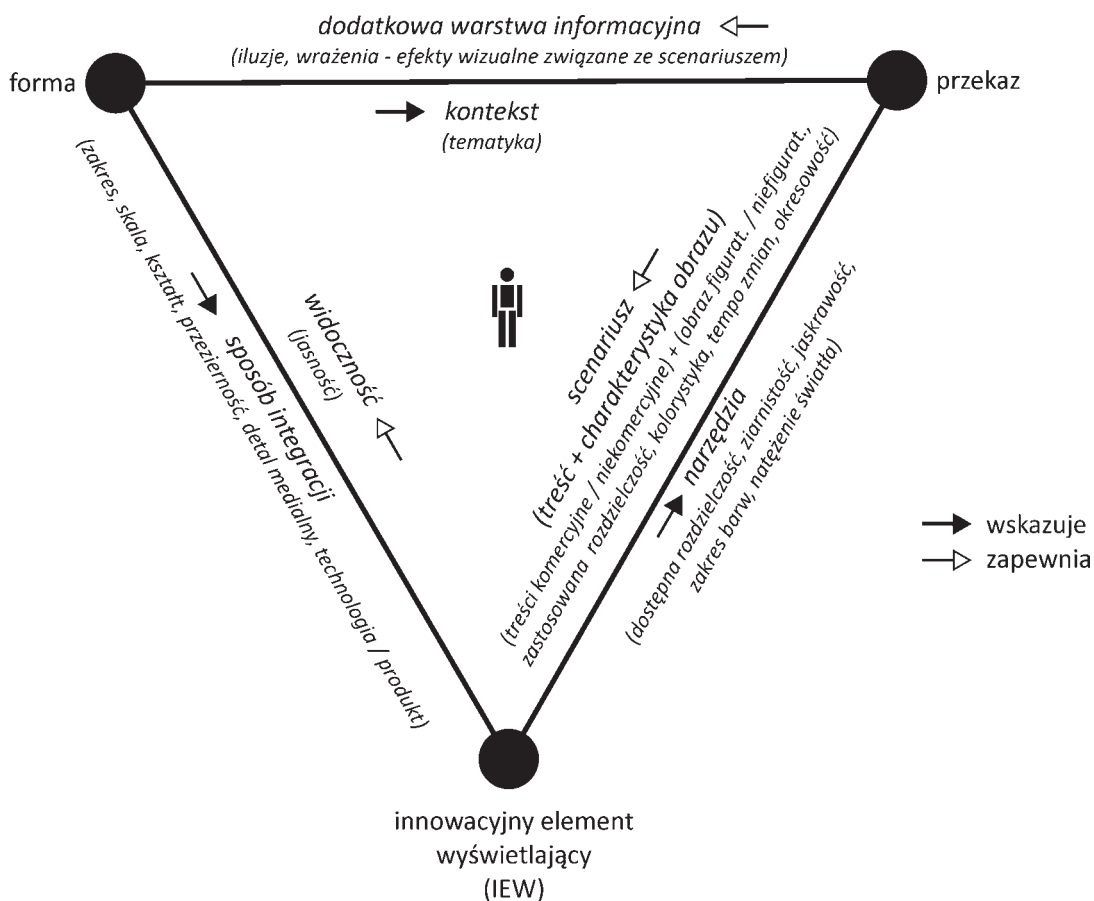 dodatkowa warstwa informacyjna
(iluzje, wrażenia - efekty wizualne związane ze scenariuszem)
forma
przekaz
kontekst
(tematyka)
(zakres, skala, kształt, przezierność, detal medialny, technologia / produkt)
sposób integracji
widoczność
(jasność)
scenariusz
(treść + charakterystyka obrazu)
(treści komercyjne / niekomercyjne) + (obraz figurat. / niefigurat.,
zastosowana rozdzielczość, kolorystyka, tempo zmian, okresowość)
narzędzia
(dostępna rozdzielczość, ziarnistość, jaskrawość,
zakres barw, natężenie światła)
wskazuje
zapewnia
innowacyjny element
wyświetlający
(IEW)